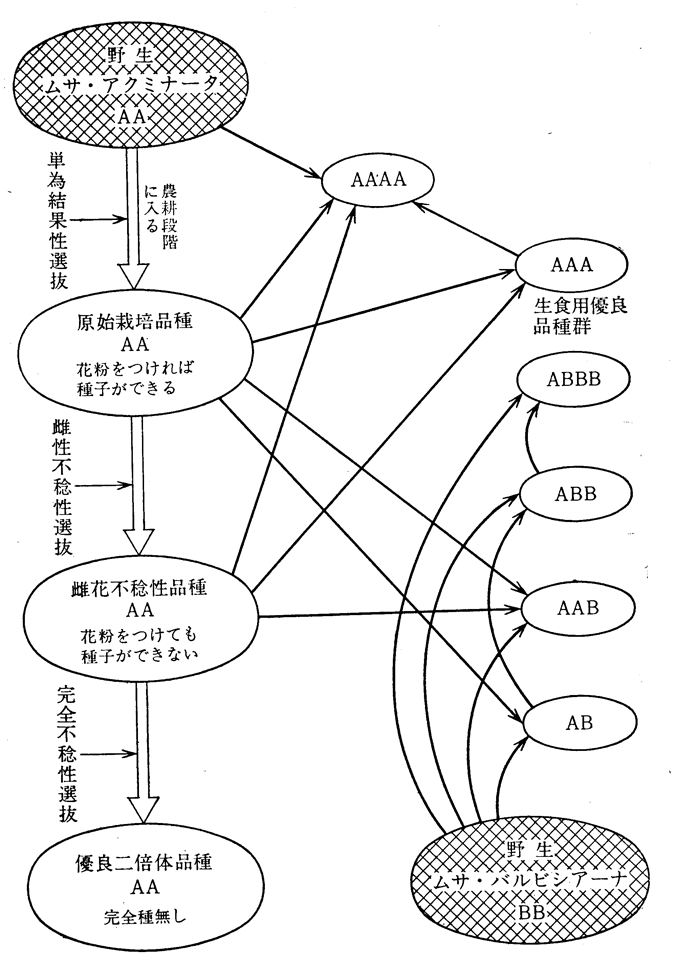 野生
ムサ・アクミナータ
AA
単為結果性選抜
農耕段階
に入る
AAAA
AAA
生食用優良
品種群
原始栽培品種
AA
花粉をつければ
種子ができる
ABBB
雌性不稔性選抜
ABB
雌花不稔性品種
AA
花粉をつけても
種子ができない
AAB
完全不稔性選抜
AB
優良二倍体品種
AA
完全種無し
野生
ムサ・バルビシアーナ
BB